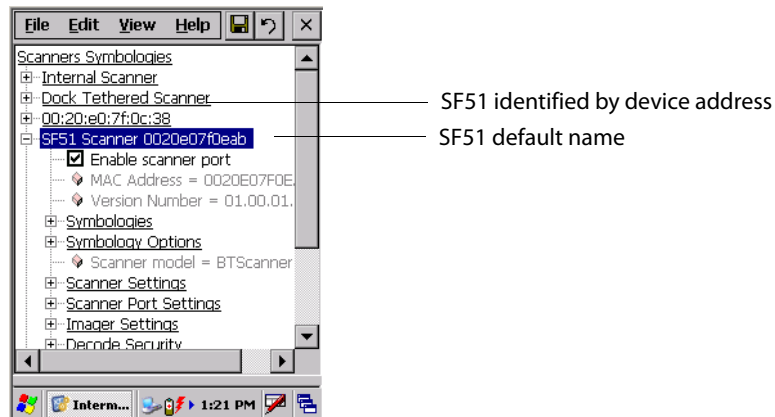 File Edit View Help
Scanners Symbologies
Internal Scanner
Dock Tethered Scanner
00:20:e0:7f:0c:38
SF51 Scanner 0020e07f0eab
Enable scanner port
MAC Address = 0020E07F0E
Version Number = 01.00.01.
Symbologies
Symbology Options
Scanner model = BTScanner
Scanner Settings
Scanner Port Settings
Imager Settings
Decode Security
Interm... 1:21 PM
SF51 identified by device address
SF51 default name